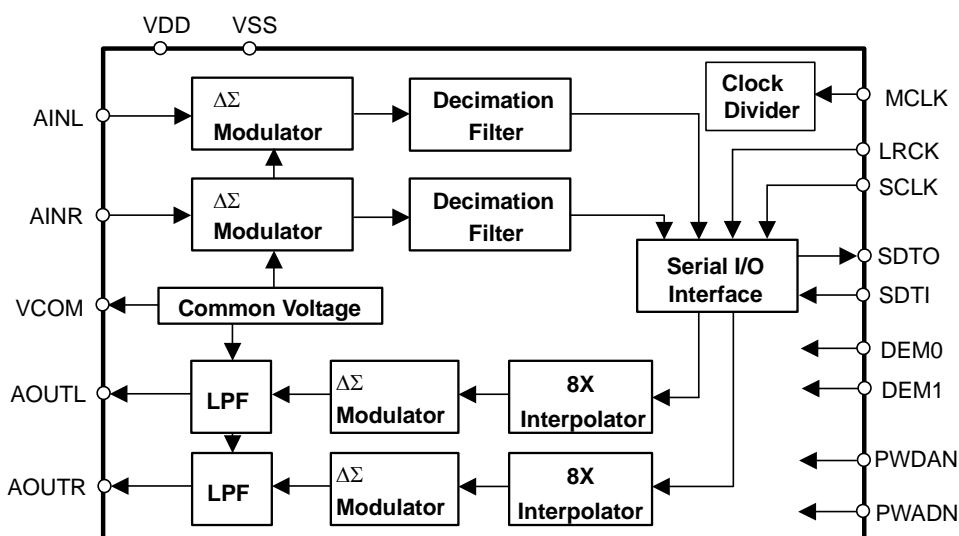 VDD
VSS
AINL
ΔΣ
Modulator
Decimation
Filter
Clock
Divider
MCLK
LRCK
SCLK
AINR
ΔΣ
Modulator
Decimation
Filter
Serial I/O
Interface
SDTO
SDTI
VCOM
Common Voltage
DEM0
DEM1
AOUTL
LPF
ΔΣ
Modulator
8X
Interpolator
PWDAN
AOUTR
LPF
ΔΣ
Modulator
8X
Interpolator
PWADN